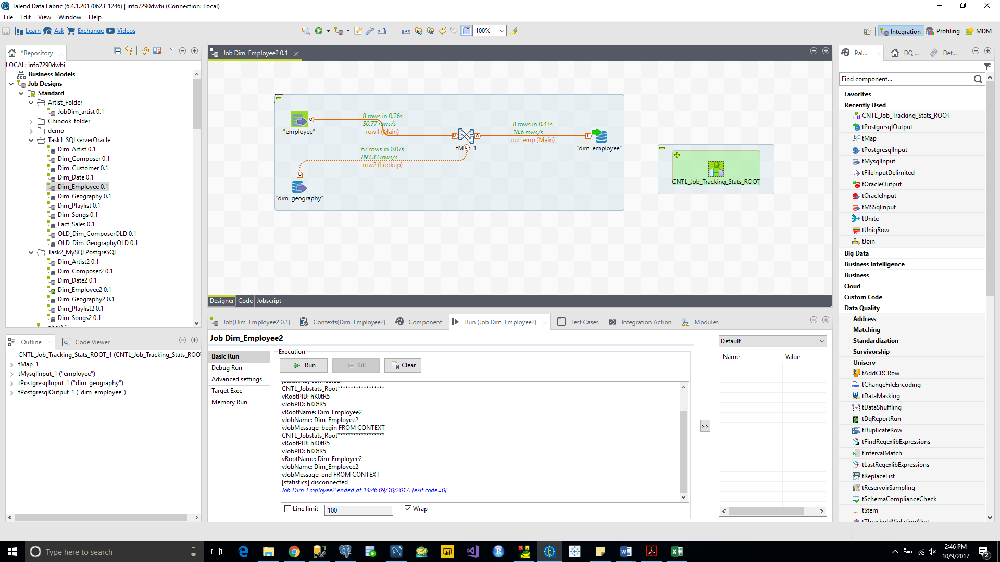 Talend Data Fabric (6.4.1.20170623_1246) | info7290dwbi (Connection: Local)
File Edit View Window Help
Learn Ask Exchange Videos
100%
Integration Profiling MDM
*Repository
LOCAL: info7290dwbi
Business Models
Job Designs
Standard
Artist_Folder
JobDim_artist 0.1
Chinook_folder
demo
Task1_SQLserverOracle
Dim_Artist 0.1
Dim_Composer 0.1
Dim_Customer 0.1
Dim_Date 0.1
Dim_Employee 0.1
Dim_Geography 0.1
Dim_Playlist 0.1
Dim_Songs 0.1
Fact_Sales 0.1
OLD_Dim_ComposerOLD 0.1
OLD_Dim_GeographyOLD 0.1
Task2_MySQLPostgreSQL
Dim_Artist2 0.1
Dim_Composer2 0.1
Dim_Date2 0.1
Dim_Employee2 0.1
Dim_Geography2 0.1
Dim_Playlist2 0.1
Dim_Songs2 0.1
abc 0.1
Outline Code Viewer
CNTL_Job_Tracking_Stats_ROOT_1 (CNTL_Job_Tracking_Stats_ROO
tMap_1
tMysqlInput_1 ("employee")
tPostgresqlInput_1 ("dim_geography")
tPostgresqlOutput_1 ("dim_employee")
Job Dim_Employee2 0.1
8 rows in 0.26s
30.77 rows/s
row1 (Main)
"employee"
67 rows in 0.07s
893.33 rows/s
row2 (Lookup)
"dim_geography"
8 rows in 0.43s
18.6 rows/s
out_emp (Main)
"dim_employee"
CNTL_Job_Tracking_Stats_ROOT
Designer Code Jobscript
Job(Dim_Employee2 0.1) Contexts(Dim_Employee2) Component Run (Job Dim_Employee2) Test Cases Integration Action Modules
Job Dim_Employee2
Basic Run
Debug Run
Advanced settings
Target Exec
Memory Run
Execution
Run Kill Clear
[statistics] connected
CNTL_Jobstats_Root******************
vRootPID: hK0tR5
vJobPID: hK0tR5
vRootName: Dim_Employee2
vJobName: Dim_Employee2
vJobMessage: begin FROM CONTEXT
CNTL_Jobstats_Root******************
vRootPID: hK0tR5
vJobPID: hK0tR5
vRootName: Dim_Employee2
vJobName: Dim_Employee2
vJobMessage: end FROM CONTEXT
[statistics] disconnected
Job Dim_Employee2 ended at 14:46 09/10/2017. [exit code=0]
Line limit 100 Wrap
>>
Default
Name Value
Pal... DQ ... Det...
Find component...
Favorites
Recently Used
CNTL_Job_Tracking_Stats_ROOT
tPostgresqlOutput
tMap
tPostgresqlInput
tMysqlInput
tFileInputDelimited
tOracleOutput
tOracleInput
tMSSqlInput
tUnite
tUniqRow
tJoin
Big Data
Business Intelligence
Business
Cloud
Custom Code
Data Quality
Address
Matching
Standardization
Survivorship
Uniserv
tAddCRCRow
tChangeFileEncoding
tDataMasking
tDataShuffling
tDqReportRun
tDuplicateRow
tFindRegexlibExpressions
tIntervalMatch
tLastRegexlibExpressions
tReplaceList
tReservoirSampling
tSchemaComplianceCheck
tStem
tThresholdViolationAlert
Type here to search
2:46 PM
10/9/2017
2